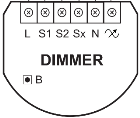 L S1 S2 Sx N
DIMMER
B